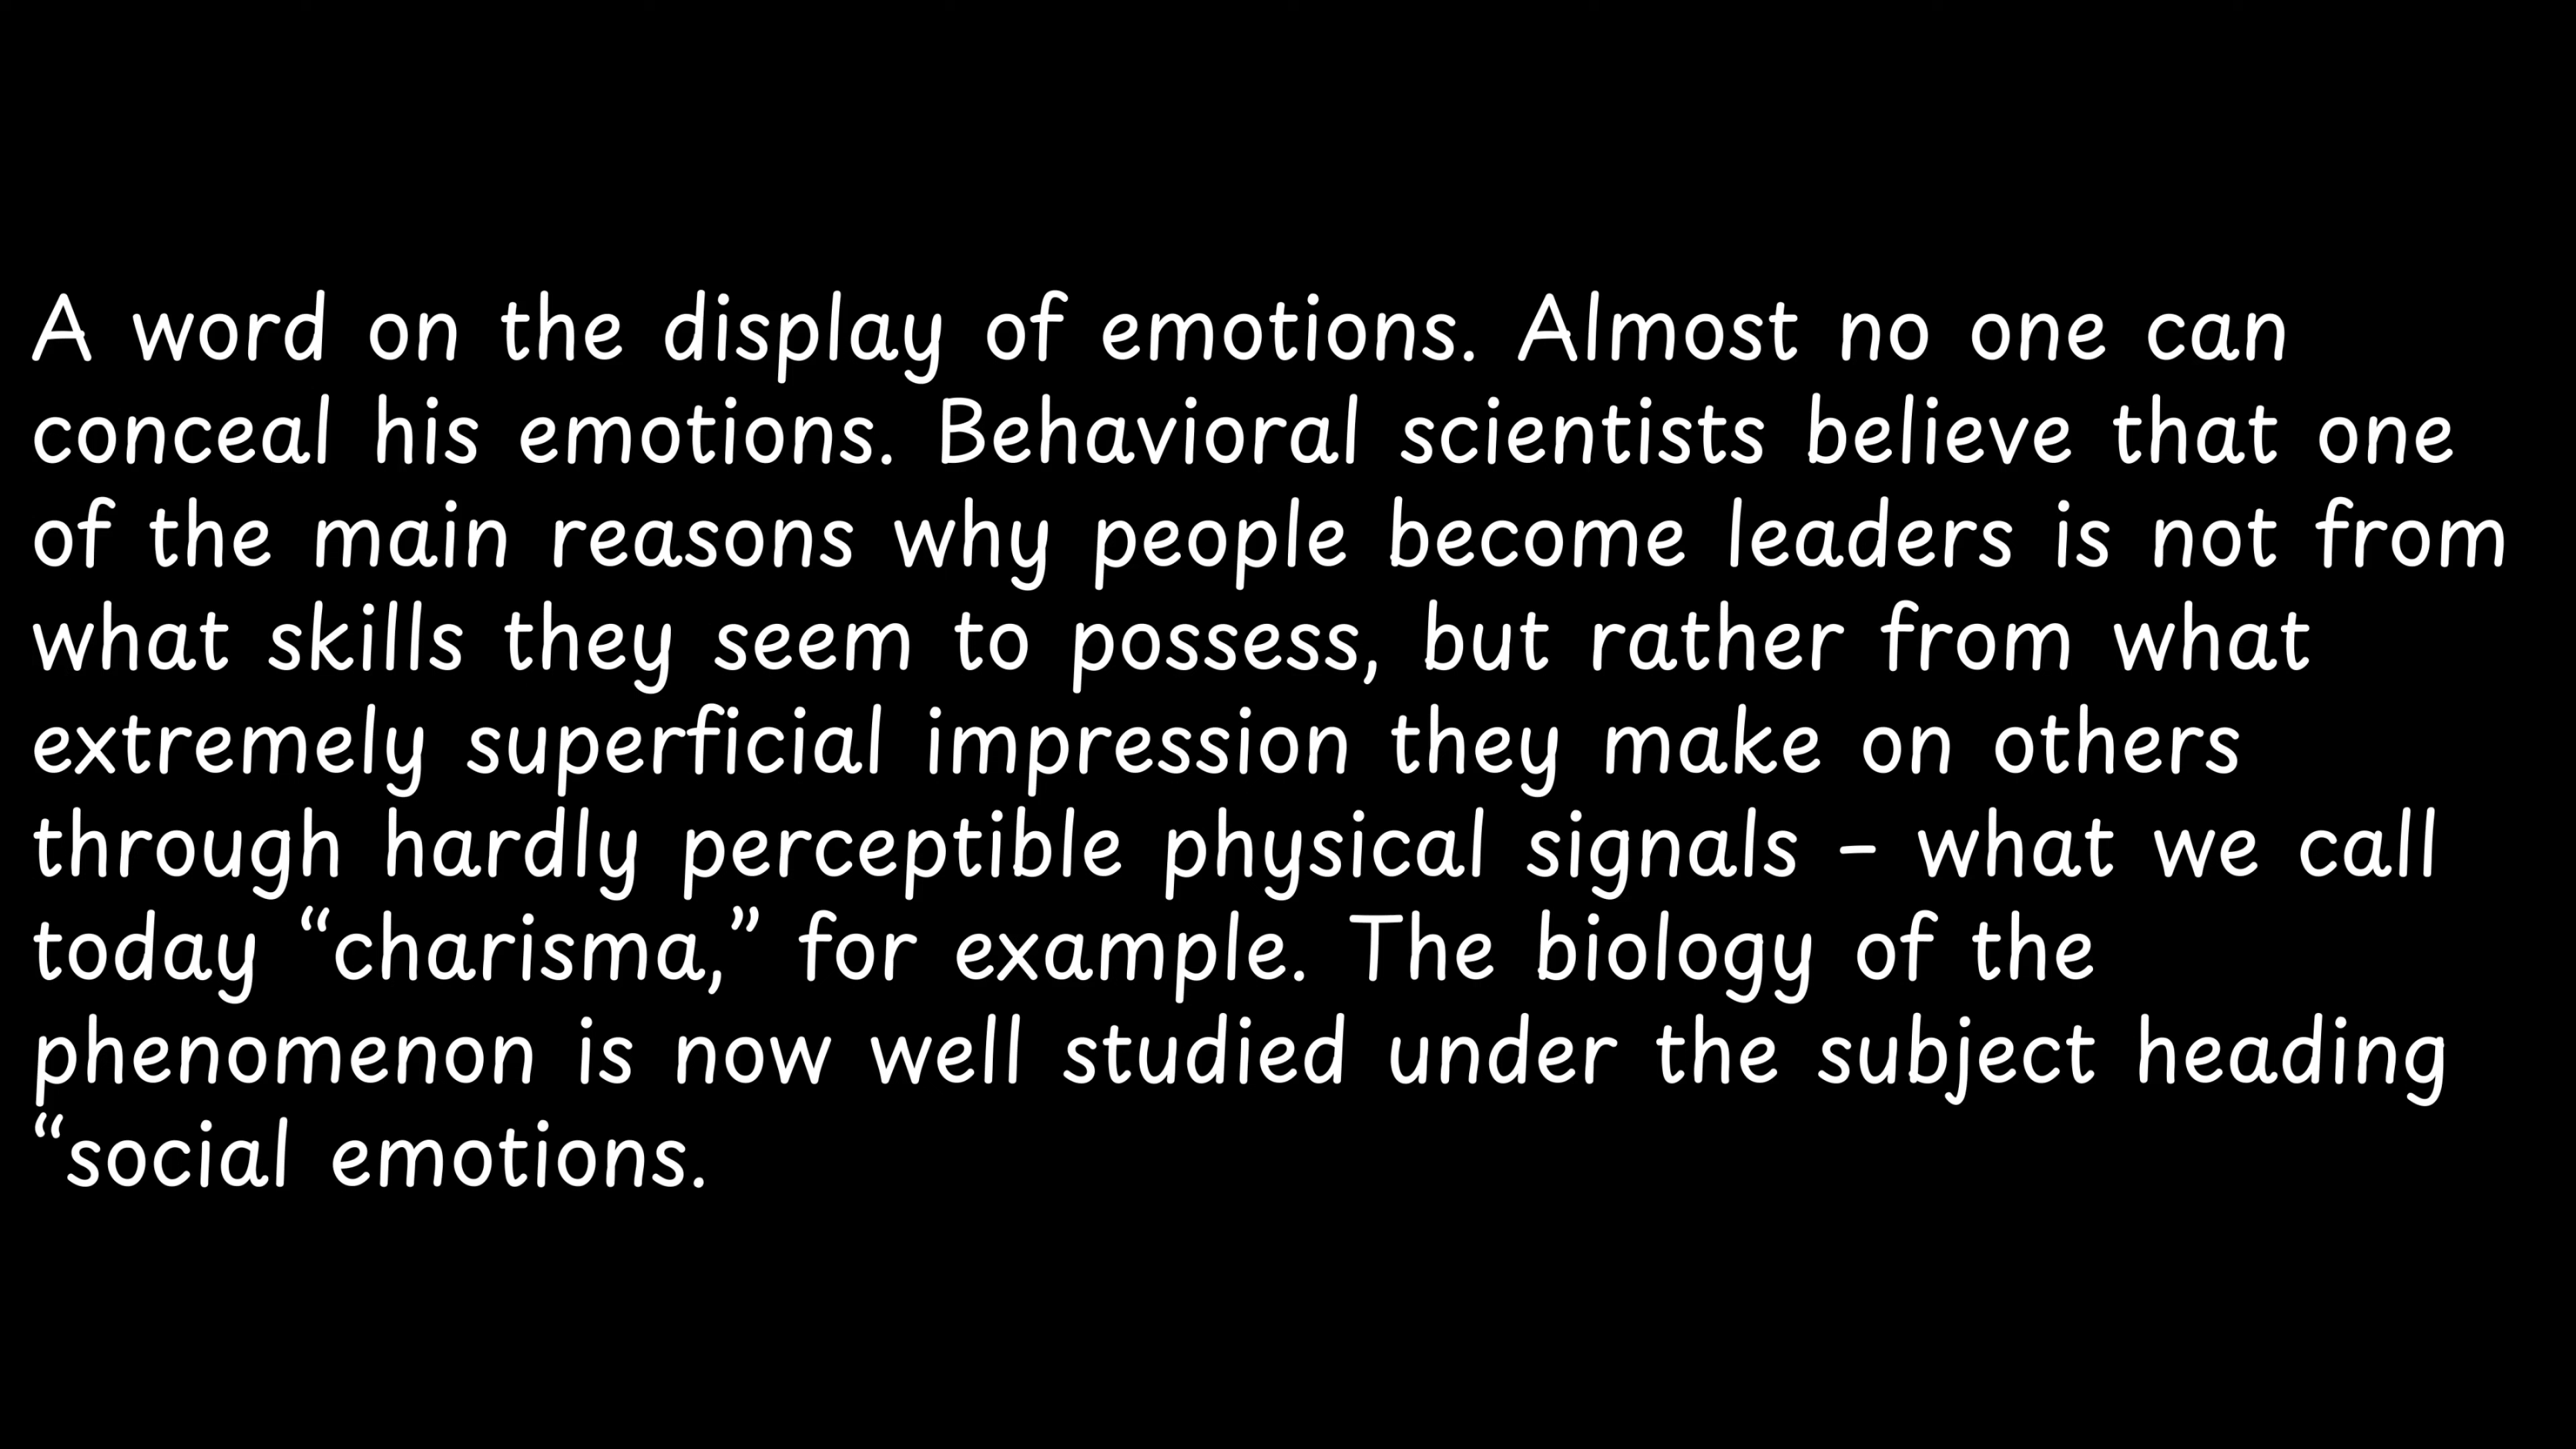 A word on the display of emotions. Almost no one can
conceal his emotions. Behavioral scientists believe that one
of the main reasons why people become leaders is not from
what skills they seem to possess, but rather from what
extremely superficial impression they make on others
through hardly perceptible physical signals – what we call
today “charisma,” for example. The biology of the
phenomenon is now well studied under the subject heading
“social emotions.